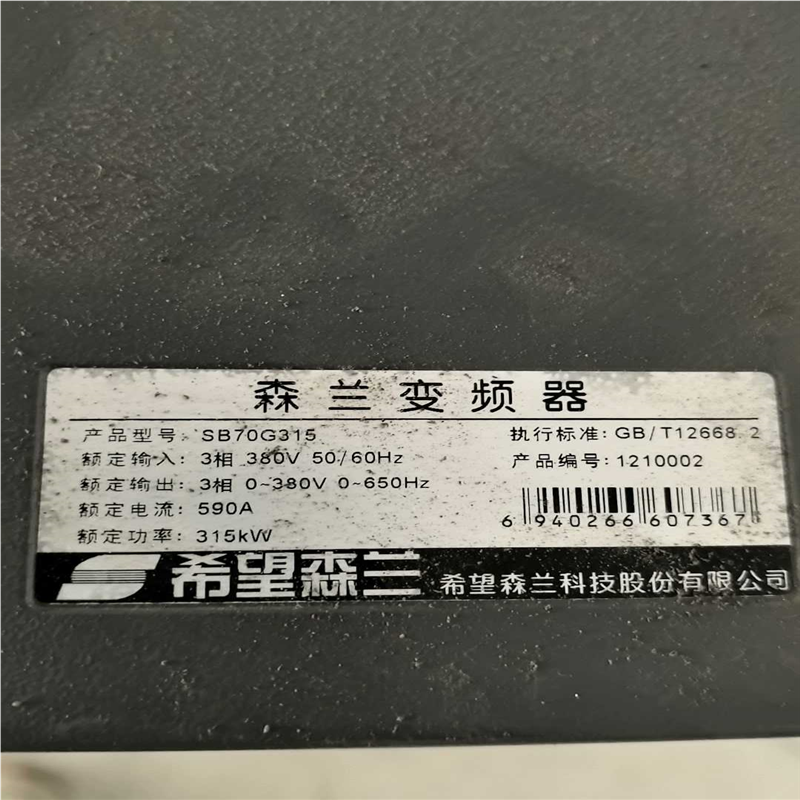 森兰变频器
产品型号: SB70G315
执行标准: GB/T12668.2
额定输入: 3相 380V 50/60Hz
产品编号: 1210002
额定输出: 3相 0~380V 0~650Hz
额定电流: 590A
6 940266 607367
额定功率: 315kW
希望森兰
希望森兰科技股份有限公司